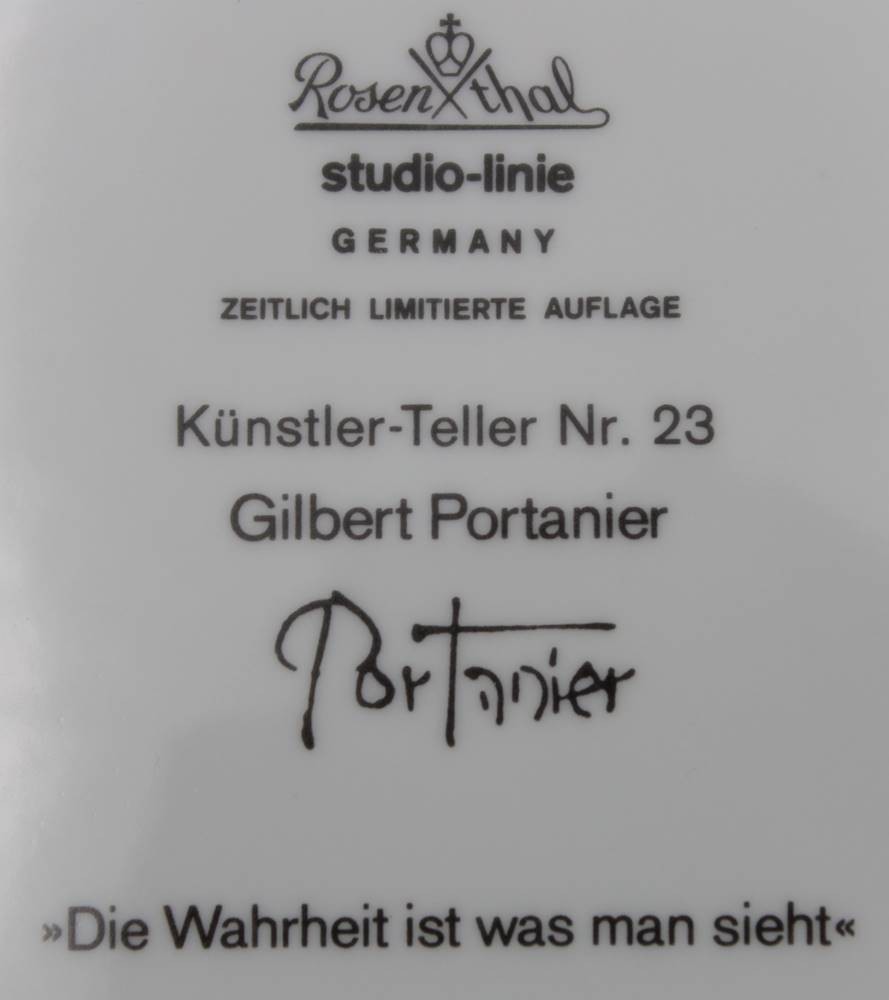 Rosenthal
studio-linie
GERMANY
ZEITLICH LIMITIERTE AUFLAGE
Künstler-Teller Nr. 23
Gilbert Portanier
Portanier
»Die Wahrheit ist was man sieht«